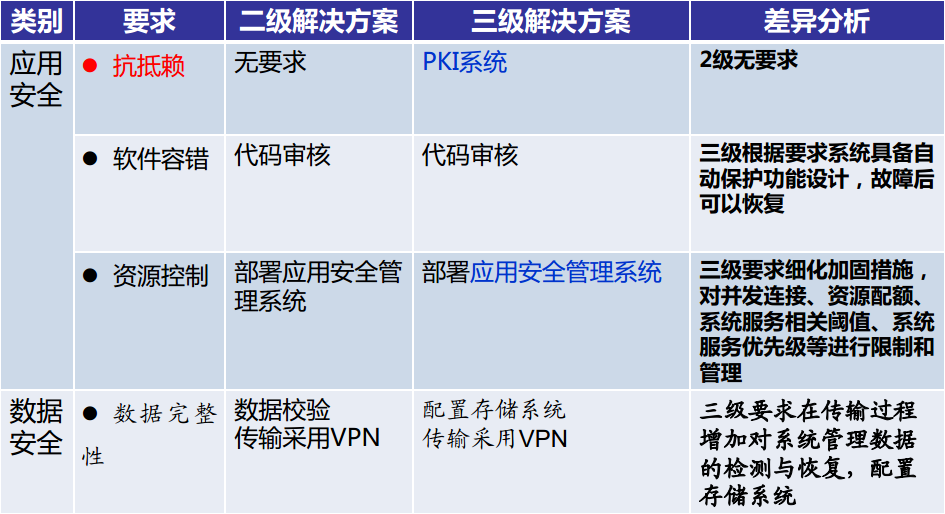 类别 要求 二级解决方案 三级解决方案 差异分析
应用
安全
● 抗抵赖
无要求
PKI系统
2级无要求
● 软件容错
代码审核
代码审核
三级根据要求系统具备自
动保护功能设计，故障后
可以恢复
● 资源控制
部署应用安全管
理系统
部署应用安全管理系统
三级要求细化加固措施，
对并发连接、资源配额、
系统服务相关阈值、系统
服务优先级等进行限制和
管理
数据
安全
● 数据完整
性
数据校验
传输采用VPN
配置存储系统
传输采用VPN
三级要求在传输过程
增加对系统管理数据
的检测与恢复，配置
存储系统